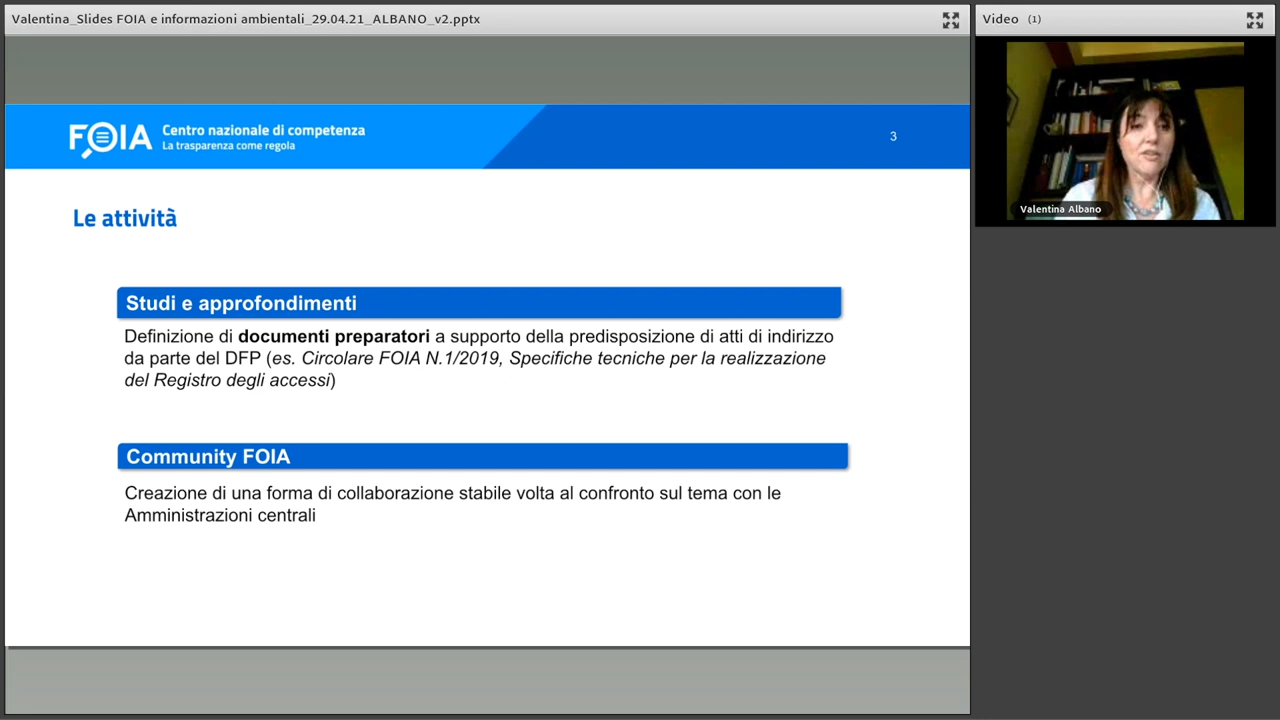 Valentina_Slides FOIA e informazioni ambientali_29.04.21_ALBANO_v2.pptx
Video (1)
FOIA
Centro nazionale di competenza
La trasparenza come regola
3
Valentina Albano
Le attività
Studi e approfondimenti
Definizione di documenti preparatori a supporto della predisposizione di atti di indirizzo
da parte del DFP (es. Circolare FOIA N.1/2019, Specifiche tecniche per la realizzazione
del Registro degli accessi)
Community FOIA
Creazione di una forma di collaborazione stabile volta al confronto sul tema con le
Amministrazioni centrali